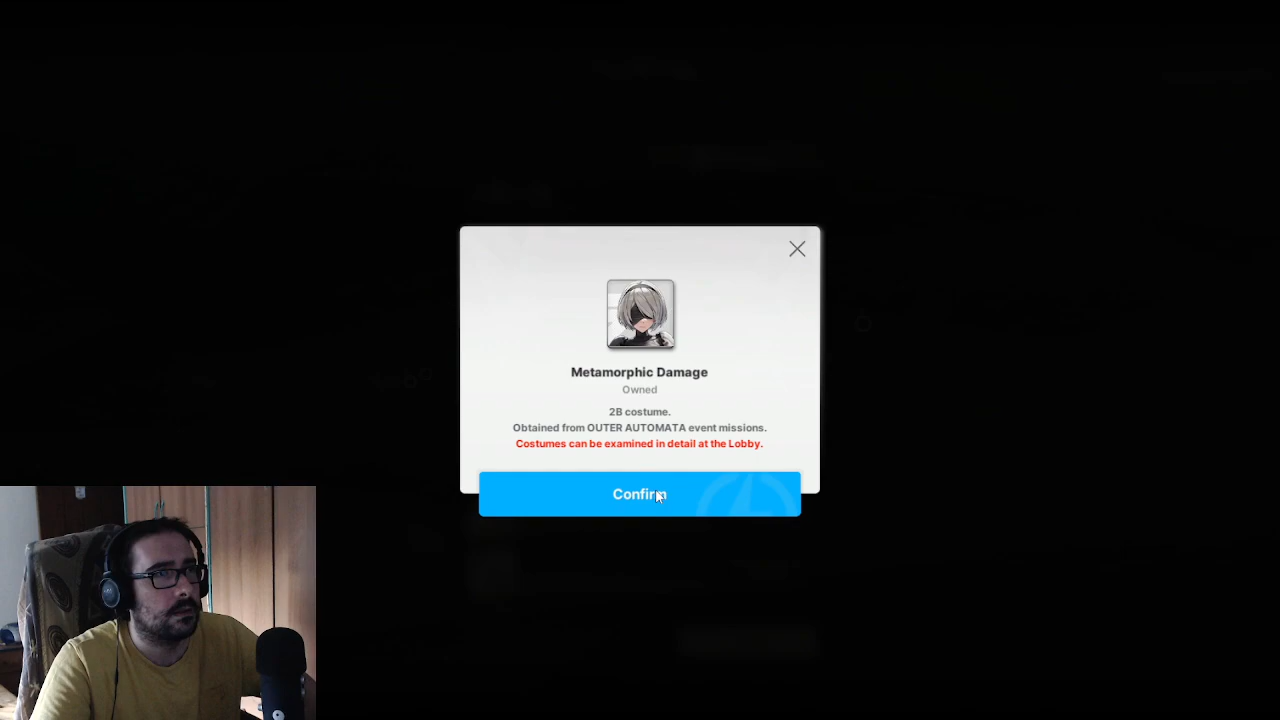 Metamorphic Damage
Owned
2B costume.
Obtained from OUTER AUTOMATA event missions.
Costumes can be examined in detail at the Lobby.
Confirm